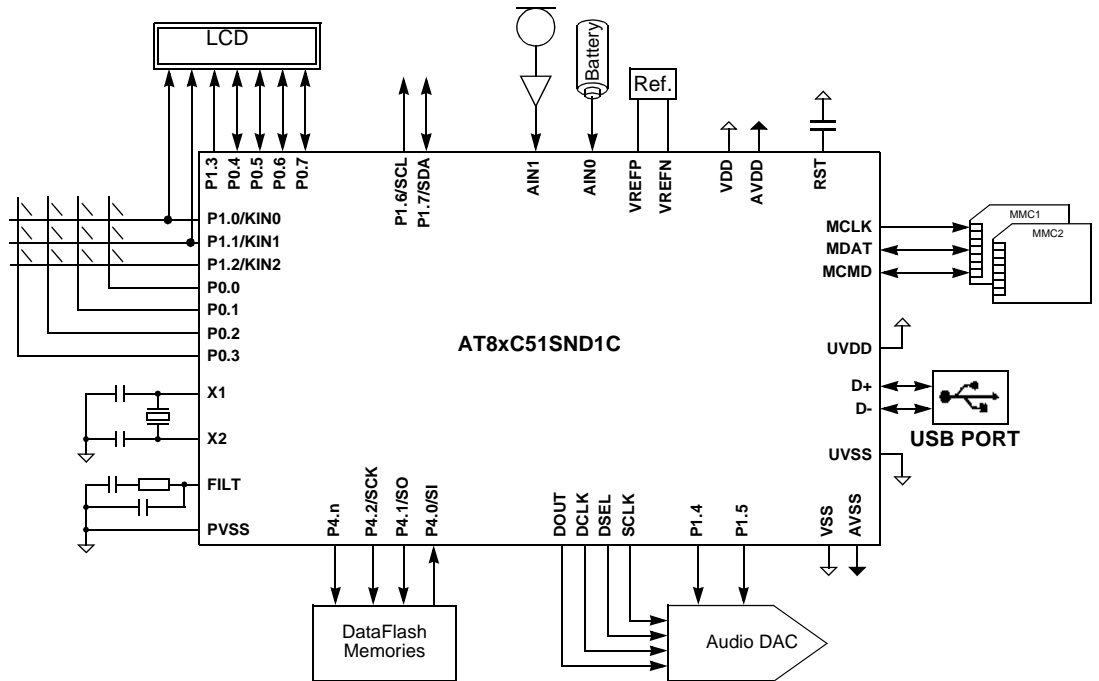 LCD
Battery
Ref.
P1.3
P0.4
P0.5
P0.6
P0.7
P1.6/SCL
P1.7/SDA
AIN1
AIN0
VREFP
VREFN
VDD
AVDD
RST
P1.0/KIN0
P1.1/KIN1
P1.2/KIN2
P0.0
P0.1
P0.2
P0.3
X1
X2
FILT
PVSS
AT8xC51SND1C
MCLK
MDAT
MCMD
MMC1
MMC2
UVDD
D+
D-
USB PORT
UVSS
P4.n
P4.2/SCK
P4.1/SO
P4.0/SI
DOUT
DCLK
DSEL
SCLK
P1.4
P1.5
VSS
AVSS
DataFlash
Memories
Audio DAC